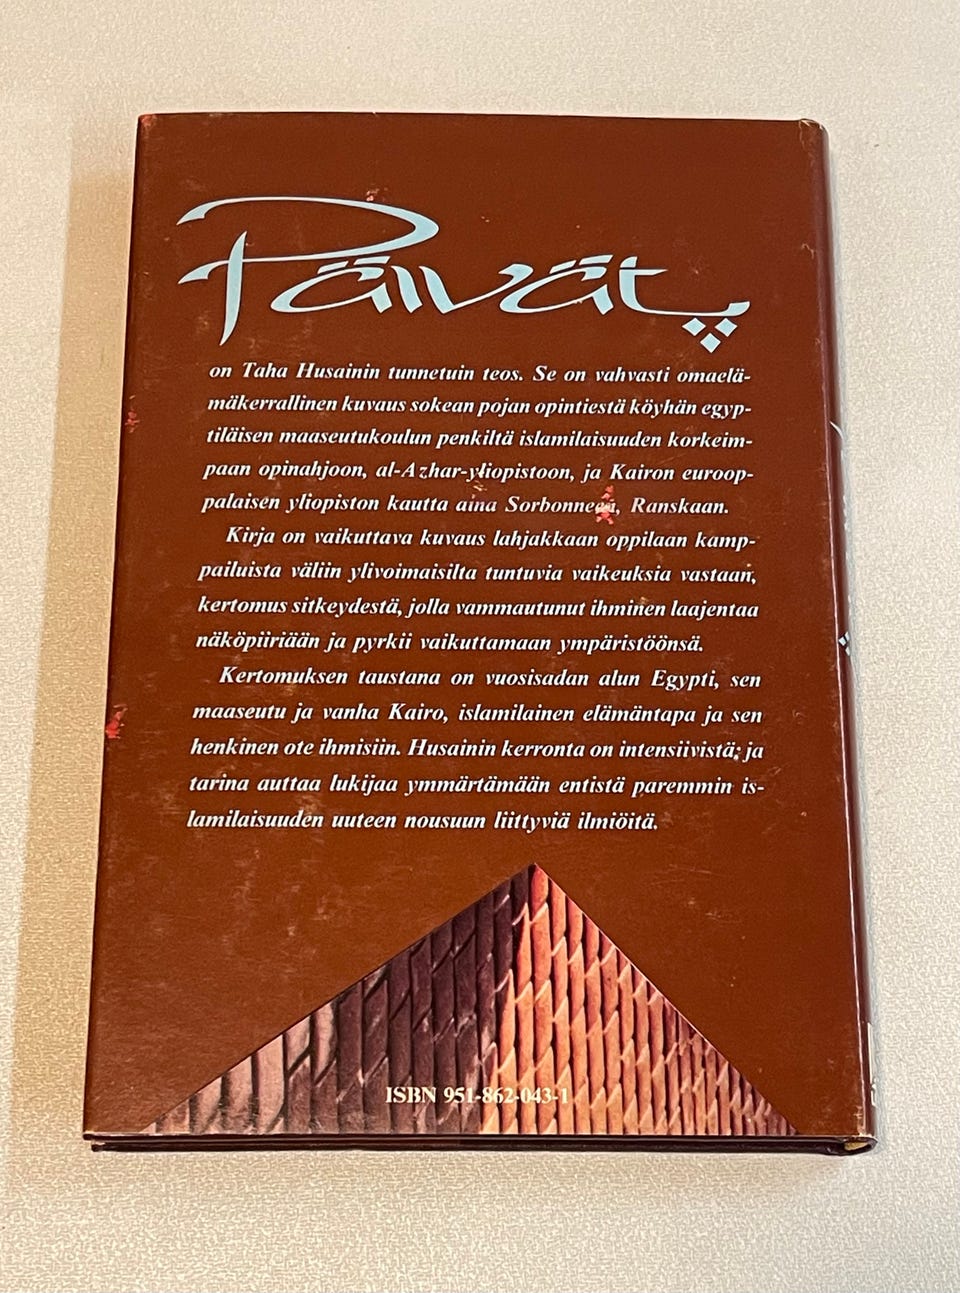 Päivät
on Taha Husainin tunnetuin teos. Se on vahvasti omaelä-
mäkerrallinen kuvaus sokean pojan opintiestä köyhän egyp-
tiläisen maaseutukoulun penkiltä islamilaisuuden korkeim-
paan opinahjoon, al-Azhar-yliopistoon, ja Kairon euroop-
palaisen yliopiston kautta aina Sorbonneen, Ranskaan.
Kirja on vaikuttava kuvaus lahjakkaan oppilaan kamp-
pailuista väliin ylivoimaisilta tuntuvia vaikeuksia vastaan,
kertomus sitkeydestä, jolla vammautunut ihminen laajentaa
näköpiiriään ja pyrkii vaikuttamaan ympäristöönsä.
Kertomuksen taustana on vuosisadan alun Egypti, sen
maaseutu ja vanha Kairo, islamilainen elämäntapa ja sen
henkinen ote ihmisiin. Husainin kerronta on intensiivistä; ja
tarina auttaa lukijaa ymmärtämään entistä paremmin is-
lamilaisuuden uuteen nousuun liittyviä ilmiöitä.
ISBN 951-862-043-1